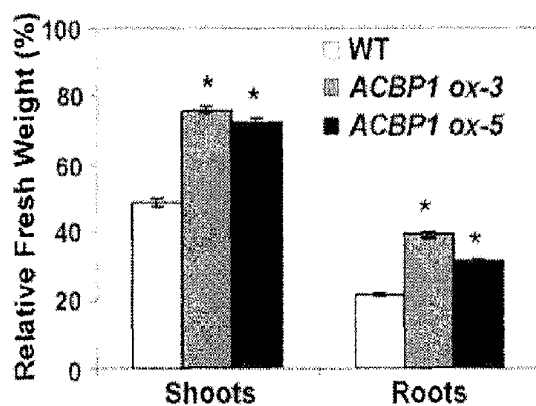 Relative Fresh Weight (%)
100
80
60
40
20
0
WT
ACBP1 ox-3
ACBP1 ox-5
* *
* *
Shoots Roots